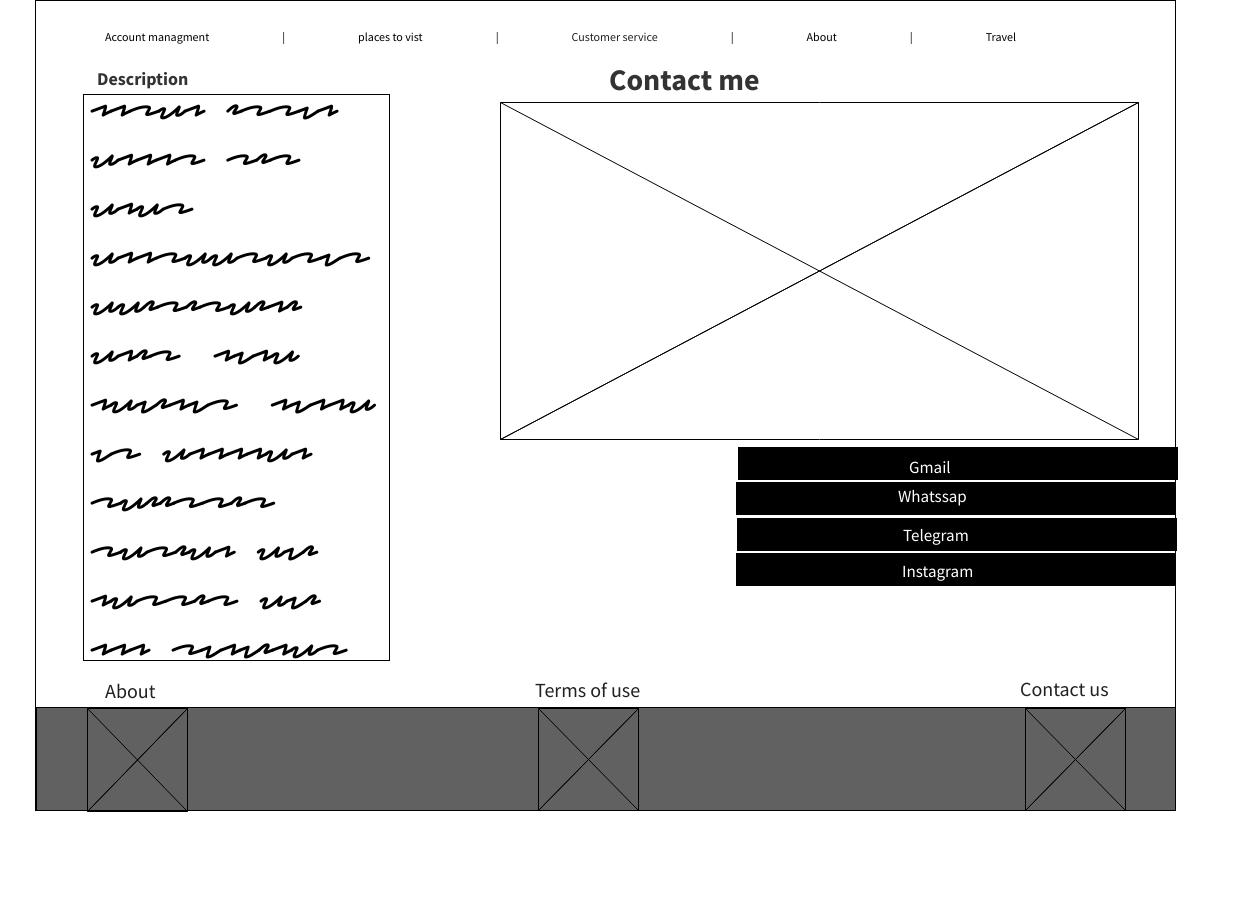 Account managment | places to vist | Customer service | About | Travel
Description
Contact me
Gmail
Whatssap
Telegram
Instagram
About
Terms of use
Contact us